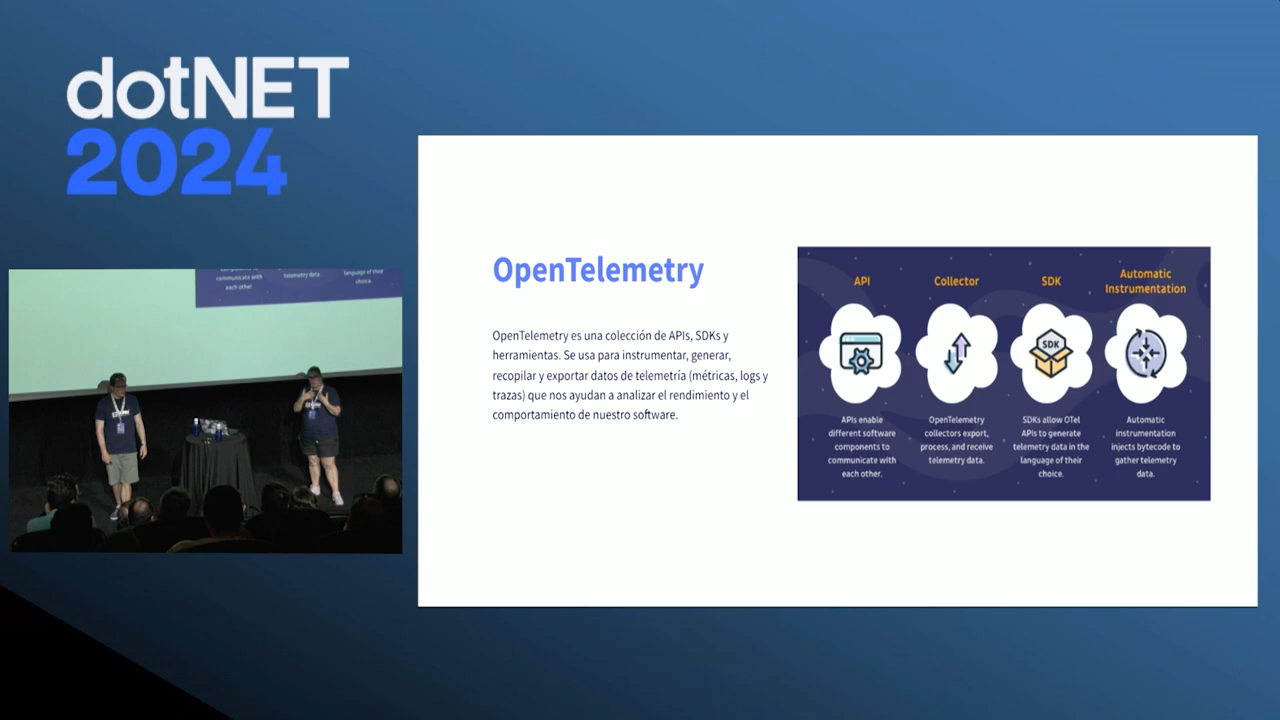 dotNET
2024
components to
communicate with
each other.
telemetry data.
language of their
choice.
OpenTelemetry
OpenTelemetry es una colección de APIs, SDKs y
herramientas. Se usa para instrumentar, generar,
recopilar y exportar datos de telemetría (métricas, logs y
trazas) que nos ayudan a analizar el rendimiento y el
comportamiento de nuestro software.
API
APIs enable
different software
components to
communicate with
each other.
Collector
OpenTelemetry
collectors export,
process, and receive
telemetry data.
SDK
SDK
SDKs allow OTel
APIs to generate
telemetry data in the
language of their
choice.
Automatic
Instrumentation
Automatic
instrumentation
injects bytecode to
gather telemetry
data.